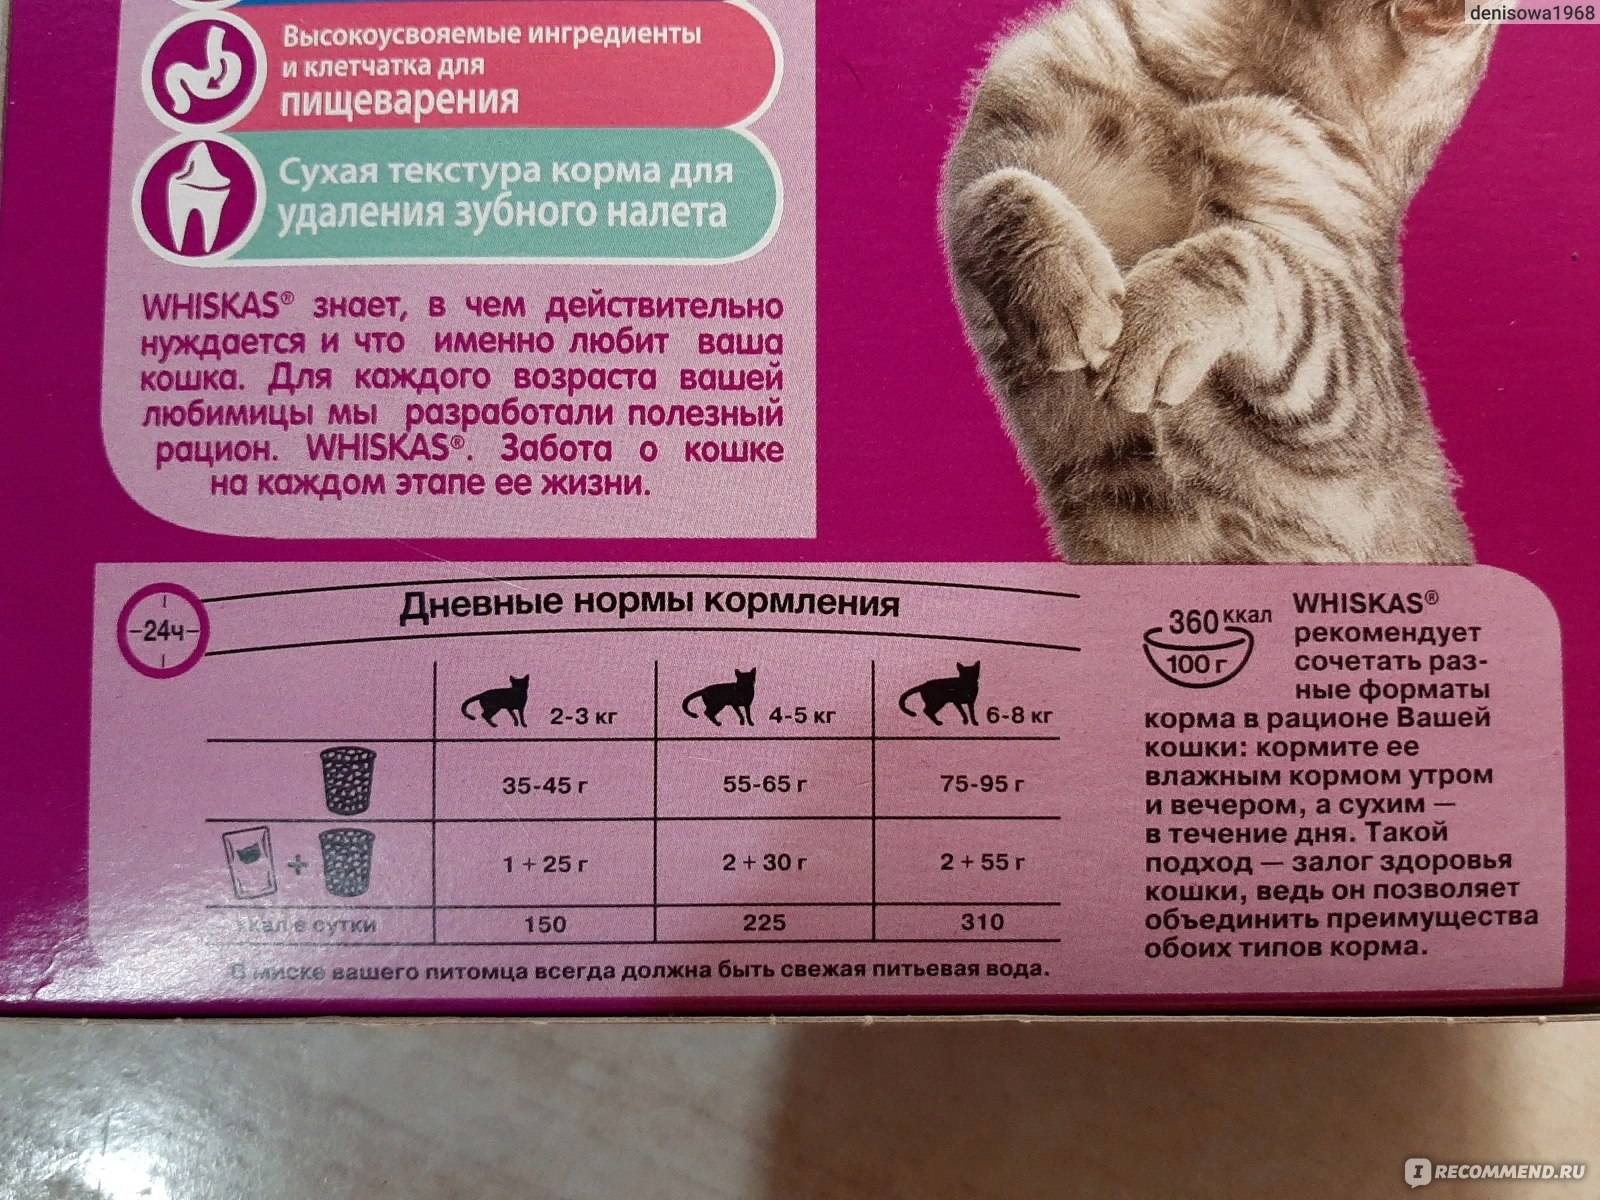 denisowa1968
Высокоусвояемые ингредиенты
и клетчатка для
пищеварения
Сухая текстура корма для
удаления зубного налета
WHISKAS® знает, в чем действительно
нуждается и что именно любит ваша
кошка. Для каждого возраста вашей
любимицы мы разработали полезный
рацион. WHISKAS®. Забота о кошке
на каждом этапе ее жизни.
24ч
Дневные нормы кормления
2-3 кг 4-5 кг 6-8 кг
35-45 г 55-65 г 75-95 г
+ 1 + 25 г 2 + 30 г 2 + 55 г
сутки 150 225 310
миске вашего питомца всегда должна быть свежая питьевая вода.
360 ккал
100 г
WHISKAS®
рекомендует
сочетать раз-
ные форматы
корма в рационе Вашей
кошки: кормите ее
влажным кормом утром
и вечером, а сухим —
в течение дня. Такой
подход — залог здоровья
кошки, ведь он позволяет
объединить преимущества
обоих типов корма.
IRECOMMEND.RU